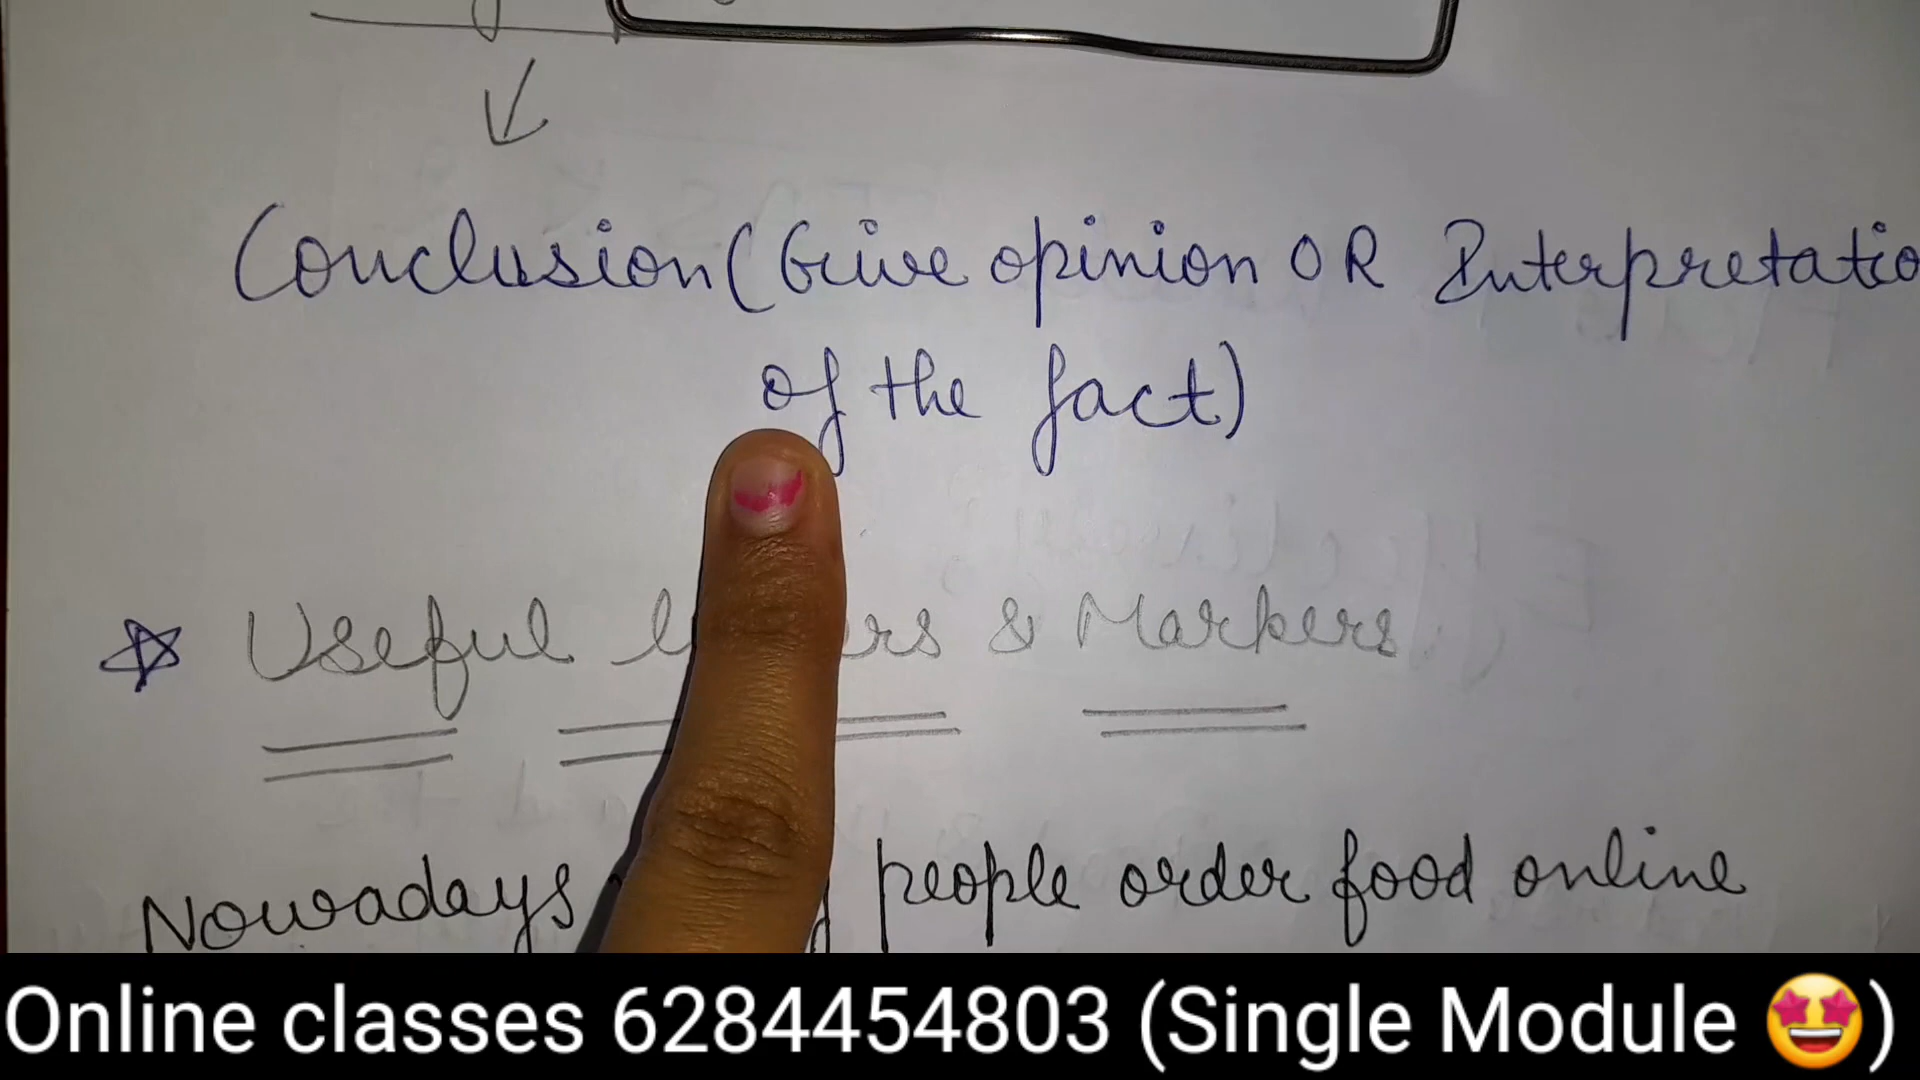 Conclusion (Give opinion OR Interpretatio
of the fact)
Useful & Markers
Nowadays people order food online
Online classes 6284454803 (Single Module 🤩)